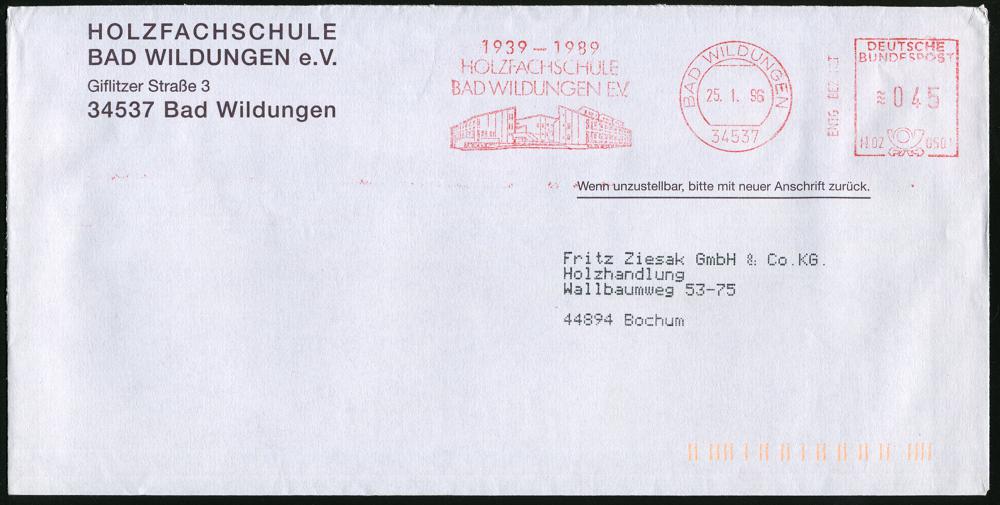 HOLZFACHSCHULE
BAD WILDUNGEN e.V.
Giflitzer Straße 3
34537 Bad Wildungen
1939 – 1989
HOLZFACHSCHULE
BAD WILDUNGEN E.V.
BAD WILDUNGEN
25. 1. 96
34537
DEUTSCHE
BUNDESPOST
045
Wenn unzustellbar, bitte mit neuer Anschrift zurück.
Fritz Ziesak GmbH & Co.KG.
Holzhandlung
Wallbaumweg 53-75
44894 Bochum